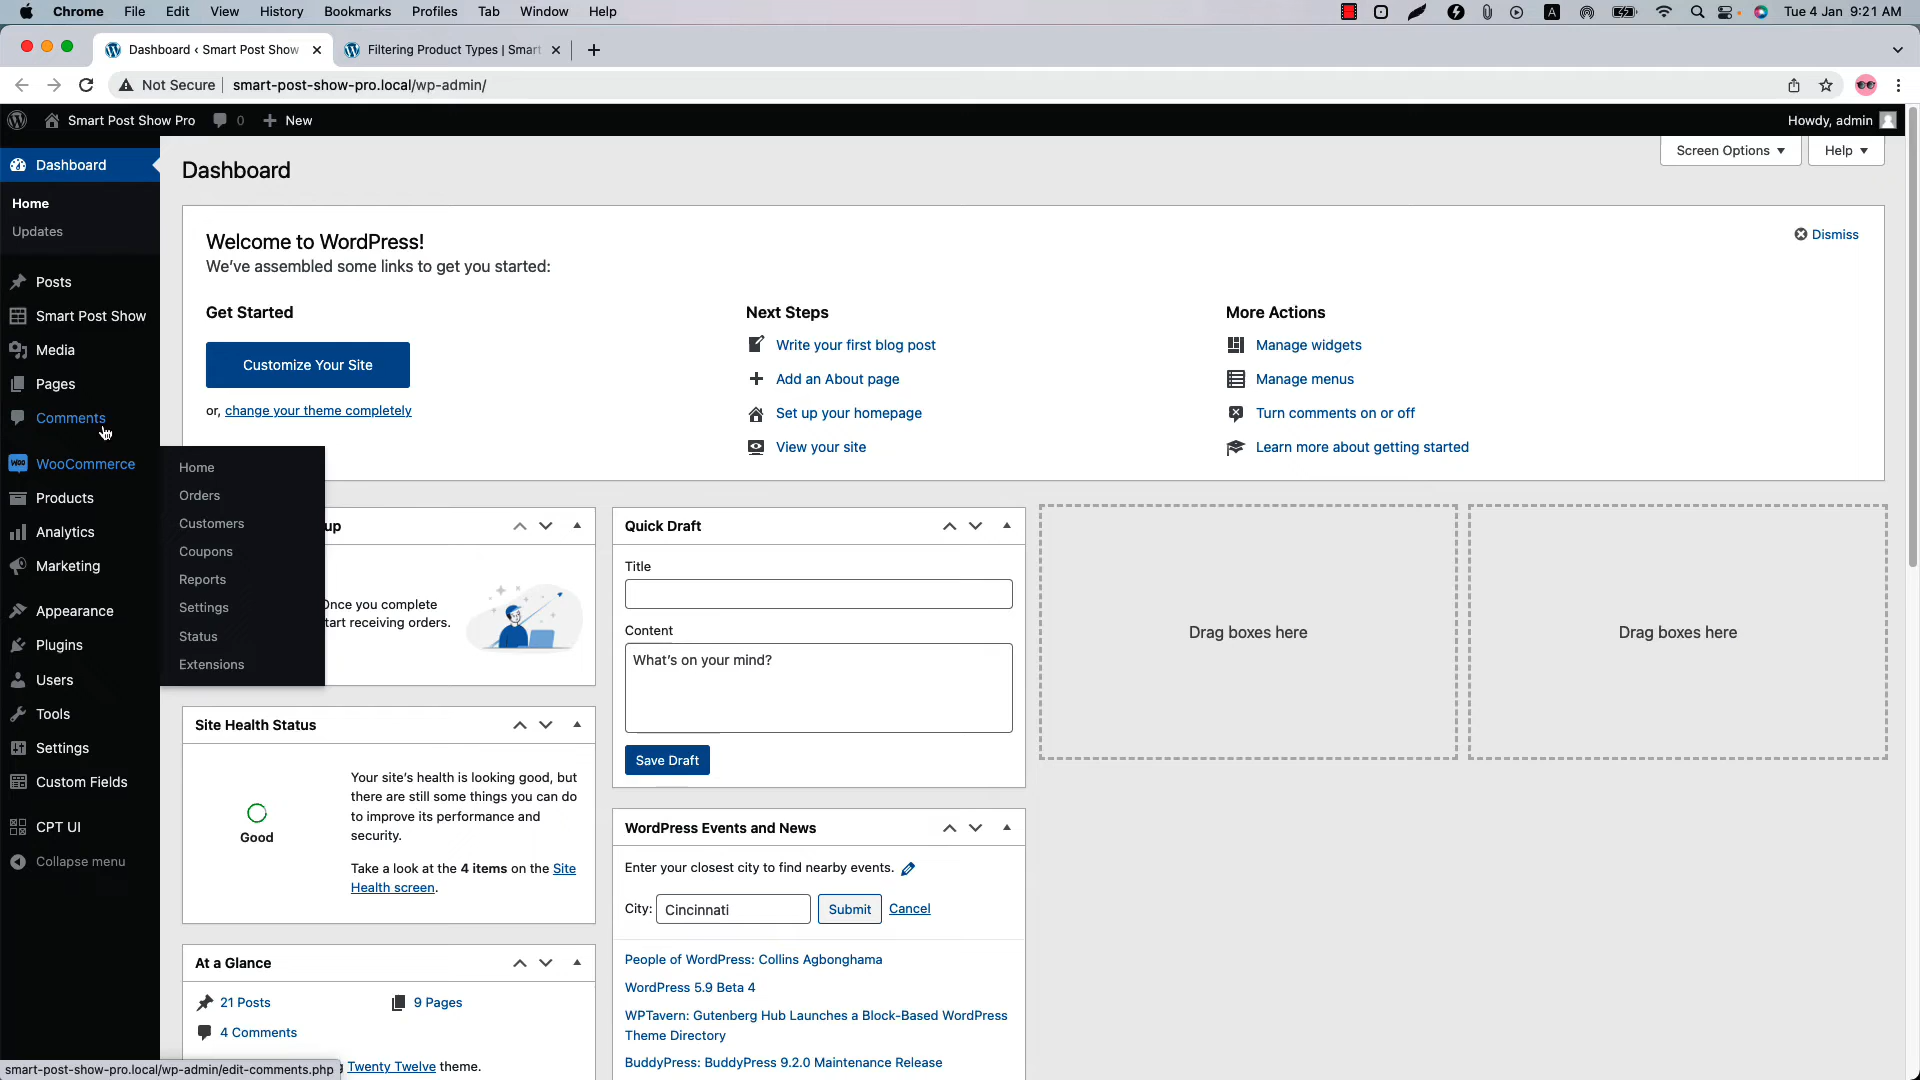 Chrome File Edit View History Bookmarks Profiles Tab Window Help Tue 4 Jan 9:21 AM
Dashboard ‹ Smart Post Show Filtering Product Types | Smart
Not Secure smart-post-show-pro.local/wp-admin/
Smart Post Show Pro 0 New Howdy, admin
Screen Options Help
Dashboard
Home
Updates
Posts
Smart Post Show
Media
Pages
Comments
WooCommerce
Products
Analytics
Marketing
Appearance
Plugins
Users
Tools
Settings
Custom Fields
CPT UI
Collapse menu
Home
Orders
Customers
Coupons
Reports
Settings
Status
Extensions
Dashboard
Welcome to WordPress!
We've assembled some links to get you started:
Dismiss
Get Started
Customize Your Site
or, change your theme completely
Next Steps
Write your first blog post
Add an About page
Set up your homepage
View your site
More Actions
Manage widgets
Manage menus
Turn comments on or off
Learn more about getting started
up
Once you complete
tart receiving orders.
Site Health Status
Good
Your site's health is looking good, but
there are still some things you can do
to improve its performance and
security.
Take a look at the 4 items on the Site
Health screen.
At a Glance
21 Posts 9 Pages
4 Comments
Twenty Twelve theme.
Quick Draft
Title
Content
What's on your mind?
Save Draft
WordPress Events and News
Enter your closest city to find nearby events.
City: Cincinnati Submit Cancel
People of WordPress: Collins Agbonghama
WordPress 5.9 Beta 4
WPTavern: Gutenberg Hub Launches a Block-Based WordPress
Theme Directory
BuddyPress: BuddyPress 9.2.0 Maintenance Release
Drag boxes here
Drag boxes here
smart-post-show-pro.local/wp-admin/edit-comments.php